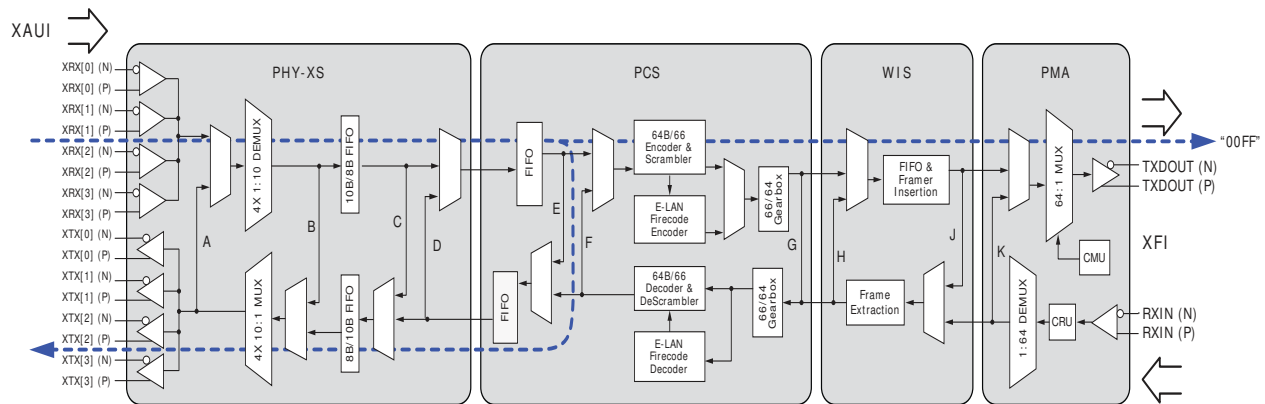 XAUI
PHY-XS
PCS
WIS
PMA
XRX[0] (N)
XRX[0] (P)
XRX[1] (N)
XRX[1] (P)
XRX[2] (N)
XRX[2] (P)
XRX[3] (N)
XRX[3] (P)
XTX[0] (N)
XTX[0] (P)
XTX[1] (N)
XTX[1] (P)
XTX[2] (N)
XTX[2] (P)
XTX[3] (N)
XTX[3] (P)
A
4X 1:10 DEMUX
4X 10:1 MUX
B
10B/8B FIFO
8B/10B FIFO
C
D
FIFO
FIFO
E
F
64B/66
Encoder &
Scrambler
E-LAN
Firecode
Encoder
64B/66
Decoder &
DeScrambler
E-LAN
Firecode
Decoder
66/64
Gearbox
66/64
Gearbox
G
H
FIFO &
Framer
Insertion
Frame
Extraction
J
K
64:1 MUX
1:64 DEMUX
CMU
CRU
"00FF"
TXDOUT (N)
TXDOUT (P)
XFI
RXIN (N)
RXIN (P)